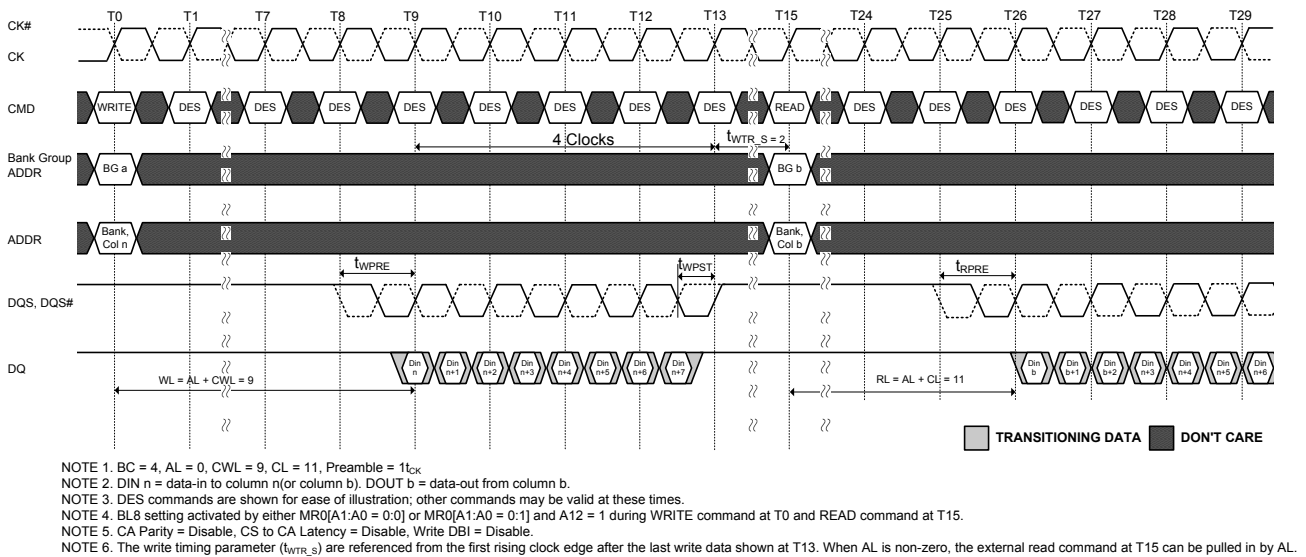 T0 T1 T7 T8 T9 T10 T11 T12 T13 T15 T24 T25 T26 T27 T28 T29
CK#
CK
CMD WRITE DES DES DES DES DES DES DES DES READ DES DES DES DES DES DES
4 Clocks tWTR_S = 2
Bank Group
ADDR
BG a BG b
ADDR
Bank,
Col n
Bank,
Col b
tWPRE tWPST tRPRE
DQS, DQS#
DQ
Din
n
Din
n+1
Din
n+2
Din
n+3
Din
n+4
Din
n+5
Din
n+6
Din
n+7
Din
b
Din
b+1
Din
b+2
Din
n+3
Din
n+4
Din
n+5
Din
n+6
WL = AL + CWL = 9
RL = AL + CL = 11
TRANSITIONING DATA DON'T CARE
NOTE 1. BC = 4, AL = 0, CWL = 9, CL = 11, Preamble = 1tCK
NOTE 2. DIN n = data-in to column n(or column b). DOUT b = data-out from column b.
NOTE 3. DES commands are shown for ease of illustration; other commands may be valid at these times.
NOTE 4. BL8 setting activated by either MR0[A1:A0 = 0:0] or MR0[A1:A0 = 0:1] and A12 = 1 during WRITE command at T0 and READ command at T15.
NOTE 5. CA Parity = Disable, CS to CA Latency = Disable, Write DBI = Disable.
NOTE 6. The write timing parameter (tWTR_S) are referenced from the first rising clock edge after the last write data shown at T13. When AL is non-zero, the external read command at T15 can be pulled in by AL.